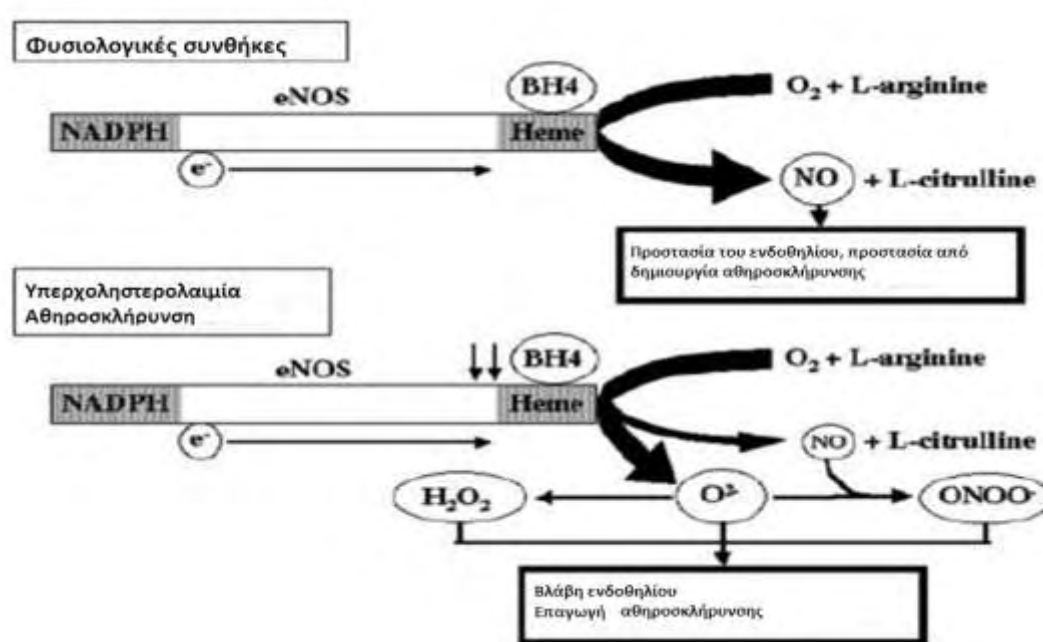 Φυσιολογικές συνθήκες
eNOS
BH4
O₂ + L-arginine
NADPH
Heme
e⁻
NO + L-citrulline
Προστασία του ενδοθηλίου, προστασία από
δημιουργία αθηροσκλήρυνσης
Υπερχοληστερολαιμία
Αθηροσκλήρυνση
eNOS
BH4
O₂ + L-arginine
NADPH
Heme
e⁻
NO + L-citrulline
H₂O₂
O²⁻
ONOO⁻
Βλάβη ενδοθηλίου
Επαγωγή αθηροσκλήρυνσης